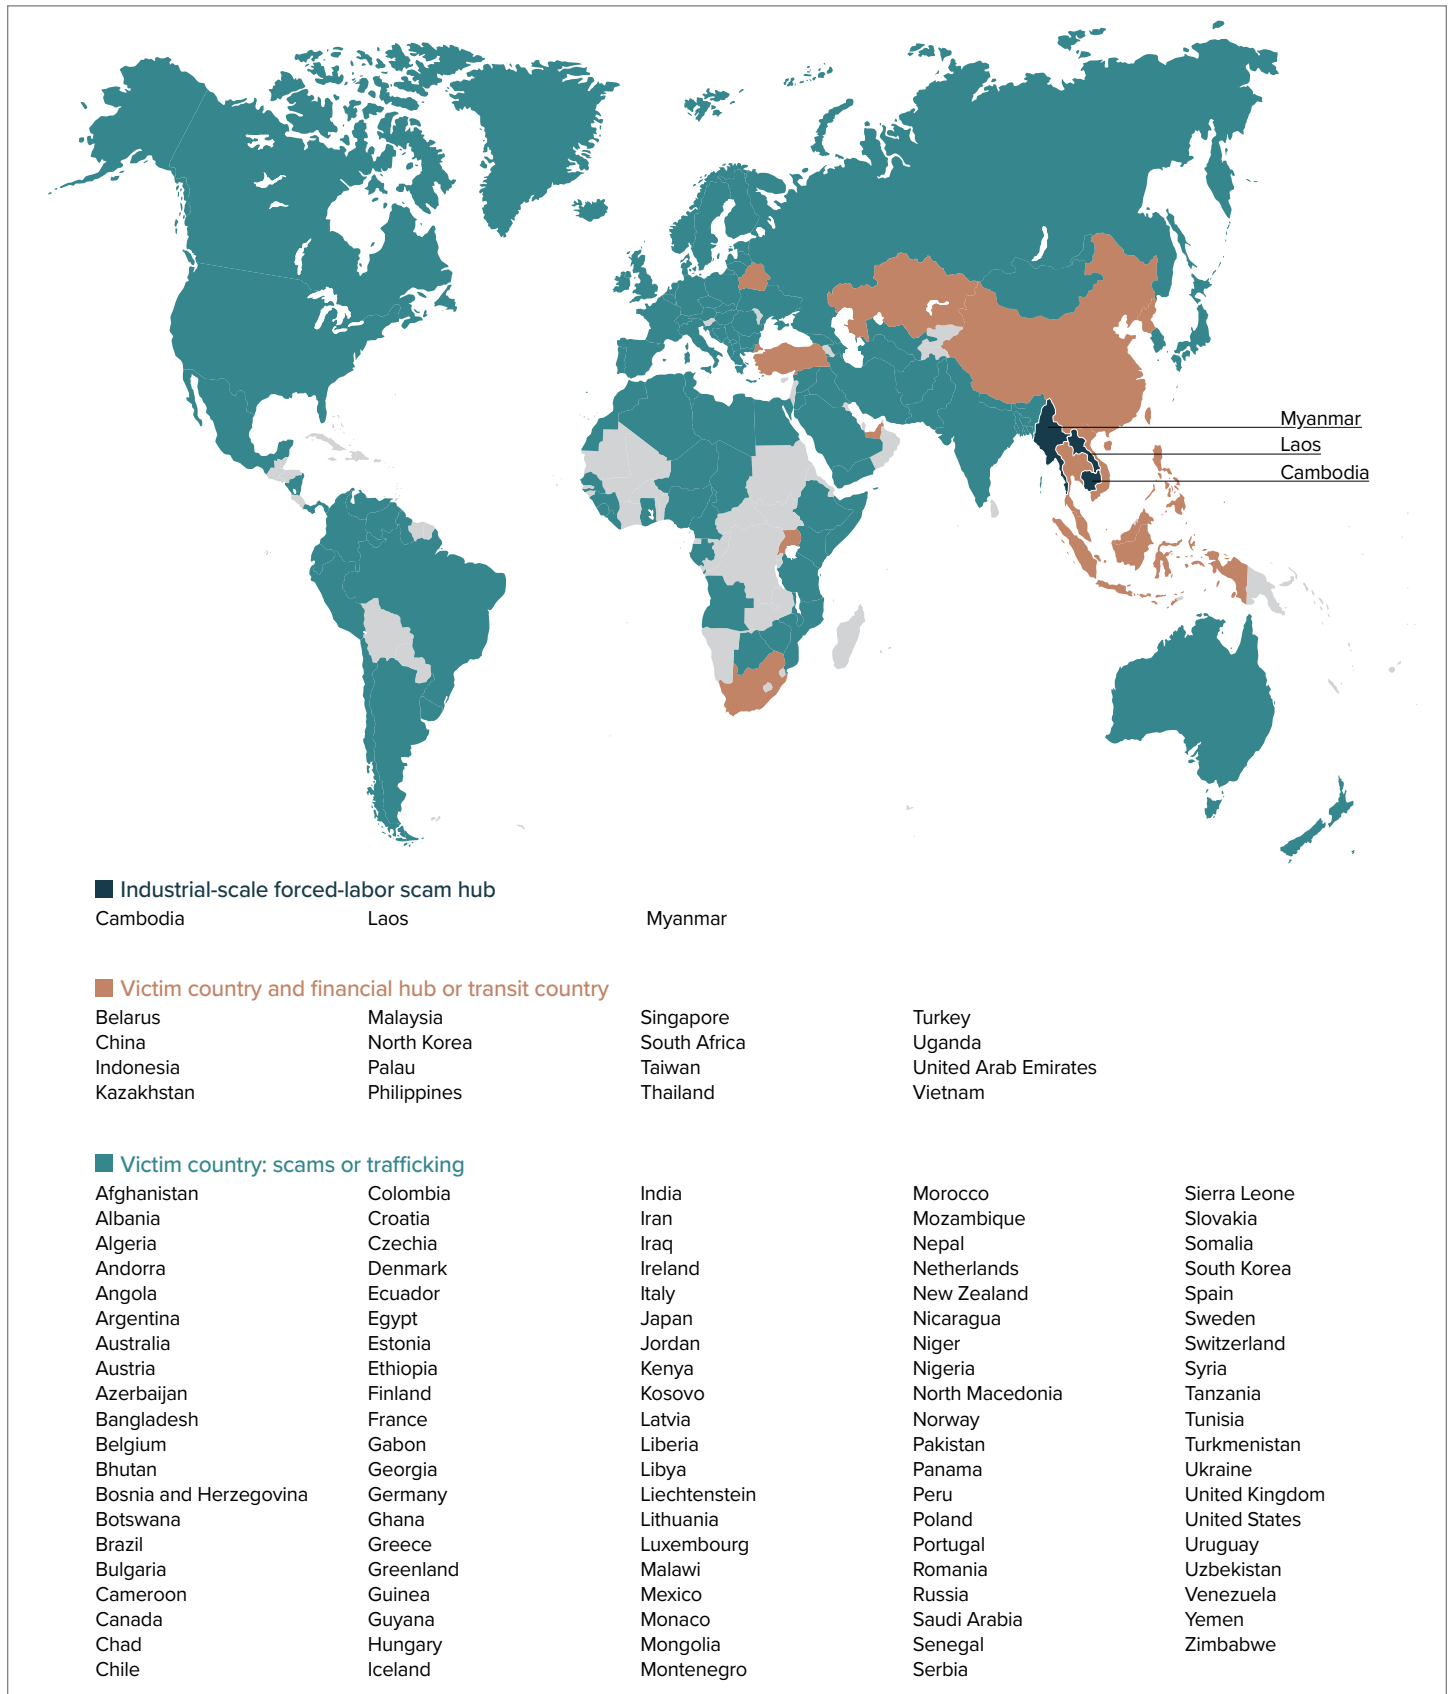 Myanmar
Laos
Cambodia
Industrial-scale forced-labor scam hub
Cambodia Laos Myanmar
Victim country and financial hub or transit country
Belarus Malaysia Singapore Turkey
China North Korea South Africa Uganda
Indonesia Palau Taiwan United Arab Emirates
Kazakhstan Philippines Thailand Vietnam
Victim country: scams or trafficking
Afghanistan Colombia India Morocco Sierra Leone
Albania Croatia Iran Mozambique Slovakia
Algeria Czechia Iraq Nepal Somalia
Andorra Denmark Ireland Netherlands South Korea
Angola Ecuador Italy New Zealand Spain
Argentina Egypt Japan Nicaragua Sweden
Australia Estonia Jordan Niger Switzerland
Austria Ethiopia Kenya Nigeria Syria
Azerbaijan Finland Kosovo North Macedonia Tanzania
Bangladesh France Latvia Norway Tunisia
Belgium Gabon Liberia Pakistan Turkmenistan
Bhutan Georgia Libya Panama Ukraine
Bosnia and Herzegovina Germany Liechtenstein Peru United Kingdom
Botswana Ghana Lithuania Poland United States
Brazil Greece Luxembourg Portugal Uruguay
Bulgaria Greenland Malawi Romania Uzbekistan
Cameroon Guinea Mexico Russia Venezuela
Canada Guyana Monaco Saudi Arabia Yemen
Chad Hungary Mongolia Senegal Zimbabwe
Chile Iceland Montenegro Serbia